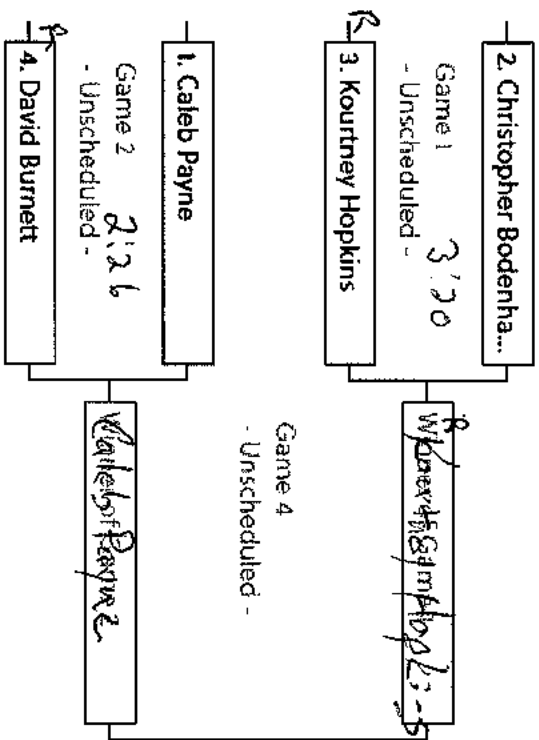 2. Christopher Bodenha...
Game 1 3:20
- Unscheduled -
R
3. Kourtney Hopkins
1. Caleb Payne
Game 2 2:26
- Unscheduled -
R
4. David Burnett
R
Hopkins
Game 4
- Unscheduled -
Caleb Payne